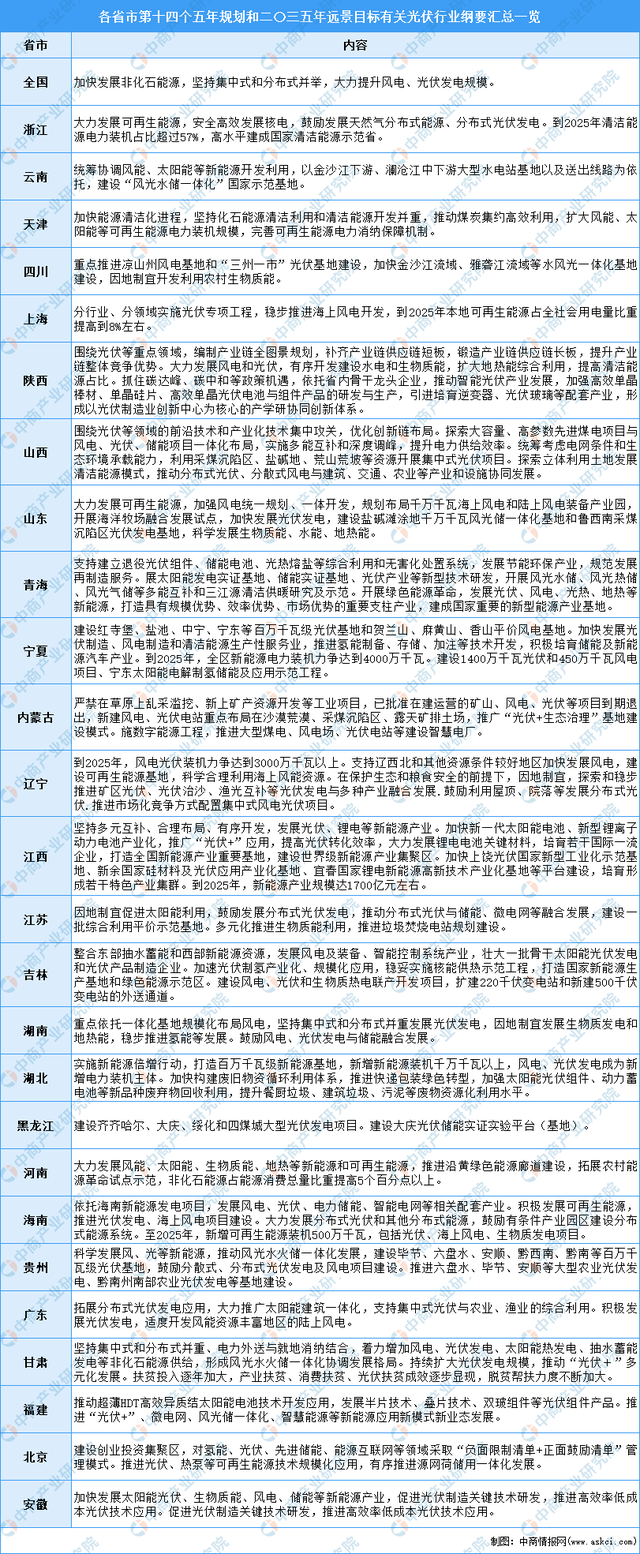 各省市第十四个五年规划和二〇三五年远景目标有关光伏行业纲要汇总一览
省市
内容
全国
加快发展非化石能源，坚持集中式和分布式并举，大力提升风电、光伏发电规模。
浙江
大力发展可再生能源，安全高效发展核电，鼓励发展天然气分布式能源、分布式光伏发电。到2025年清洁能
源电力装机占比超过57%，高水平建成国家清洁能源示范省。
云南
统筹协调风能、太阳能等新能源开发利用，以金沙江下游、澜沧江中下游大型水电站基地以及送出线路为依
托，建设“风光水储一体化”国家示范基地。
天津
加快能源清洁化进程，坚持化石能源清洁利用和清洁能源开发并重，推动煤炭集约高效利用，扩大风能、太
阳能等可再生能源电力装机规模，完善可再生能源电力消纳保障机制。
四川
重点推进凉山州风电基地和“三州一市”光伏基地建设，加快金沙江流域、雅砻江流域等水风光一体化基地
建设，因地制宜开发利用农村生物质能。
上海
分行业、分领域实施光伏专项工程，稳步推进海上风电开发，到2025年本地可再生能源占全社会用电量比重
提高到8%左右。
陕西
围绕光伏等重点领域，编制产业链全图景规划，补齐产业链供应链短板，锻造产业链供应链长板，提升产业
链整体竞争优势。大力发展风电和光伏，有序开发建设水电和生物质能，扩大地热能综合利用，提高清洁能
源占比。抓住碳达峰、碳中和等政策机遇，依托省内骨干龙头企业，推动智能光伏产业发展，加强高效单晶
棒材、单晶硅片、高效单晶光伏电池与组件产品的研发与生产，引进培育逆变器、光伏玻璃等配套产业，形
成以光伏制造业创新中心为核心的产学研协同创新体系。
山西
围绕光伏等领域的前沿技术和产业化技术集中攻关，优化创新链布局。探索大容量、高参数先进煤电项目与
风电、光伏、储能项目一体化布局，实施多能互补和深度调峰，提升电力供给效率。统筹考虑电网条件和生
态环境承载能力，利用采煤沉陷区、盐碱地、荒山荒坡等资源开展集中式光伏项目。探索立体利用土地发展
清洁能源模式，推动分布式光伏、分散式风电与建筑、交通、农业等产业和设施协同发展。
山东
大力发展可再生能源，加强风电统一规划、一体开发，规划布局千万千瓦海上风电和陆上风电装备产业园，
开展海洋牧场融合发展试点，加快发展光伏发电，建设盐碱滩涂地千万千瓦风光储一体化基地和鲁西南采煤
沉陷区光伏发电基地，科学发展生物质能、水能、地热能。
青海
支持建立退役光伏组件、储能电池、光热熔盐等综合利用和无害化处置系统，发展节能环保产业，规范发展
再制造服务。展太阳能发电实证基地、储能实证基地、光伏产业等新型技术研发，开展风光水储、风光热储
、风光气储等多能互补和三江源清洁供暖研究及示范。开展绿色能源革命，发展光伏、风电、光热、地热等
新能源，打造具有规模优势、效率优势、市场优势的重要支柱产业，建成国家重要的新型能源产业基地。
宁夏
建设红寺堡、盐池、中宁、宁东等百万千瓦级光伏基地和贺兰山、麻黄山、香山平价风电基地。加快发展光
伏制造、风电制造和清洁能源生产性服务业，推进氢能制备、存储、加注等技术开发，积极培育储能及新能
源汽车产业。到2025年，全区新能源电力装机力争达到4000万千瓦。建设1400万千瓦光伏和450万千瓦风电
项目、宁东太阳能电解制氢储能及应用示范工程。
内蒙古
严禁在草原上乱采滥挖、新上矿产资源开发等工业项目，已批准在建运营的矿山、风电、光伏等项目到期退
出，新建风电、光伏电站重点布局在沙漠荒漠、采煤沉陷区、露天矿排土场，推广“光伏+生态治理”基地建
设模式。施数字能源工程，推进大型煤电、风电场、光伏电站等建设智慧电厂。
辽宁
到2025年，风电光伏装机力争达到3000万千瓦以上。支持辽西北和其他资源条件较好地区加快发展风电，建
设可再生能源基地，科学合理利用海上风能资源。在保护生态和粮食安全的前提下，因地制宜，探索和稳步
推进矿区光伏、光伏治沙、渔光互补等光伏发电与多种产业融合发展.鼓励利用屋顶、院落等发展分布式光
伏.推进市场化竞争方式配置集中式风电光伏项目。
江西
坚持多元互补、合理布局、有序开发，发展光伏、锂电等新能源产业。加快新一代太阳能电池、新型锂离子
动力电池产业化，推广“光伏+”应用，提高光伏转化效率，大力发展锂电电池关键材料，培育若干国际一流
企业，打造全国新能源产业重要基地，建设世界级新能源产业集聚区。加快上饶光伏国家新型工业化示范基
地、新余国家硅材料及光伏应用产业化基地、宜春国家锂电新能源高新技术产业化基地等平台建设，培育形
成若干特色产业集群。到2025年，新能源产业规模达1700亿元左右。
江苏
因地制宜促进太阳能利用，鼓励发展分布式光伏发电，推动分布式光伏与储能、微电网等融合发展，建设一
批综合利用平价示范基地。多元化推进生物质能利用，推进垃圾焚烧电站规划建设。
吉林
整合东部抽水蓄能和西部新能源资源，发展风电及装备、智能控制系统产业，壮大一批骨干太阳能光伏发电
和光伏产品制造企业。加速光伏制氢产业化、规模化应用，稳妥实施核能供热示范工程，打造国家新能源生
产基地和绿色能源示范区。建设风电、光伏和生物质热电联产开发项目，扩建220千伏变电站和新建500千伏
变电站的外送通道。
湖南
重点依托一体化基地规模化布局风电，坚持集中式和分布式并重发展光伏发电，因地制宜发展生物质发电和
地热能，稳步推进氢能等发展。鼓励风电、光伏发电与储能融合发展。
湖北
实施新能源倍增行动，打造百万千瓦级新能源基地，新增新能源装机千万千瓦以上，风电、光伏发电成为新
增电力装机主体。加快构建废旧物资循环利用体系，推进快递包装绿色转型，加强太阳能光伏组件、动力蓄
电池等新品种废弃物回收利用，提升餐厨垃圾、建筑垃圾、污泥等废物资源化利用水平。
黑龙江
建设齐齐哈尔、大庆、绥化和四煤城大型光伏发电项目。建设大庆光伏储能实证实验平台（基地）。
河南
大力发展风能、太阳能、生物质能、地热等新能源和可再生能源，推进沿黄绿色能源廊道建设，拓展农村能
源革命试点示范，非化石能源占能源消费总量比重提高5个百分点以上。
海南
依托海南新能源发电项目，发展风电、光伏、电力储能、智能电网等相关配套产业。积极发展可再生能源，
推进光伏发电、海上风电项目建设。大力发展分布式光伏和其他分布式能源，鼓励有条件产业园区建设分布
式能源系统。至2025年，新增可再生能源装机500万千瓦，包括光伏、海上风电、生物质发电项目。
贵州
科学发展风、光等新能源，推动风光水火储一体化发展，建设毕节、六盘水、安顺、黔西南、黔南等百万千
瓦级光伏基地，鼓励分散式、分布式光伏发电及风电项目建设。推进六盘水、毕节、安顺等大型农业光伏发
电、黔南州南部农业光伏发电等基地建设。
广东
拓展分布式光伏发电应用，大力推广太阳能建筑一体化，支持集中式光伏与农业、渔业的综合利用。积极发
展光伏发电，适度开发风能资源丰富地区的陆上风电。
甘肃
坚持集中式和分布式并重、电力外送与就地消纳结合，着力增加风电、光伏发电、太阳能热发电、抽水蓄能
发电等非化石能源供给，形成风光水火储一体化协调发展格局。持续扩大光伏发电规模，推动“光伏＋”多
元化发展。扶贫投入逐年加大，产业扶贫、消费扶贫、光伏扶贫成效逐步显现，脱贫帮扶力度不断加大。
福建
推动超薄HDT高效异质结太阳能电池技术开发应用，发展半片技术、叠片技术、双玻组件等光伏组件产品。推
进“光伏+”、微电网、风光储一体化、智慧能源等新能源应用新模式新业态发展。
北京
建设创业投资集聚区，对氢能、光伏、先进储能、能源互联网等领域采取“负面限制清单+正面鼓励清单”管
理模式。推进光伏、热泵等可再生能源技术规模化应用，有序推进源网荷储用一体化发展。
安徽
加快发展太阳能光伏、生物质能、风电、储能等新能源产业，促进光伏制造关键技术研发，推进高效率低成
本光伏技术应用。促进光伏制造关键技术研发，推进高效率低成本光伏技术应用。
制图：中商情报网(www.askci.com)